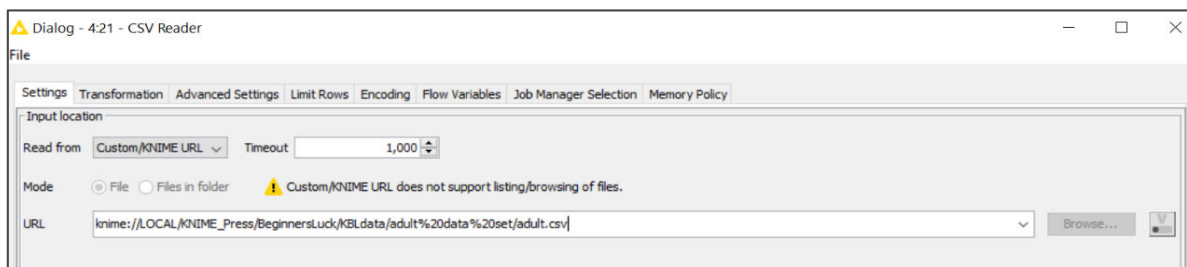 Dialog - 4:21 - CSV Reader
File
Settings Transformation Advanced Settings Limit Rows Encoding Flow Variables Job Manager Selection Memory Policy
Input location
Read from Custom/KNIME URL Timeout 1,000
Mode File Files in folder Custom/KNIME URL does not support listing/browsing of files.
URL knime://LOCAL/KNIME_Press/BeginnersLuck/KBLdata/adult%20data%20set/adult.csv Browse... V